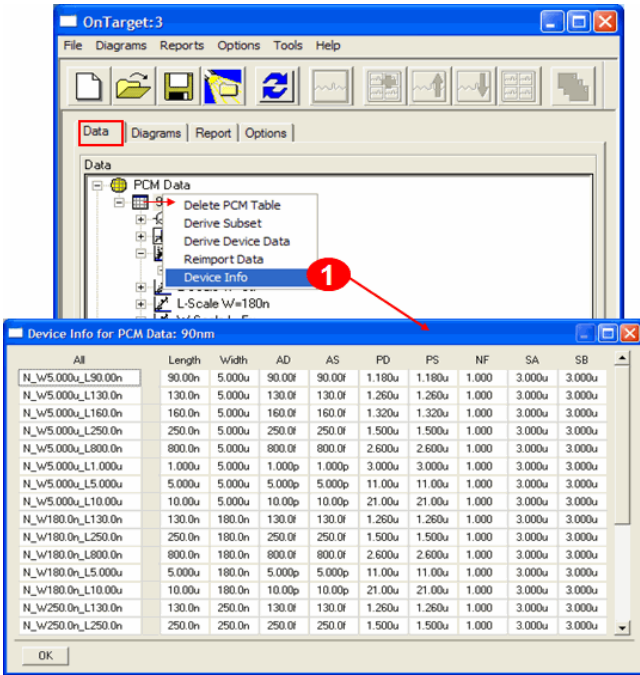 OnTarget:3
File Diagrams Reports Options Tools Help
Data Diagrams Report Options
Data
PCM Data
9
Delete PCM Table
Derive Subset
Derive Device Data
Reimport Data
Device Info
1
L-Scale W=180n
Device Info for PCM Data: 90nm
All Length Width AD AS PD PS NF SA SB
N_W5.000u_L90.00n 90.00n 5.000u 90.00f 90.00f 1.180u 1.180u 1.000 3.000u 3.000u
N_W5.000u_L130.0n 130.0n 5.000u 130.0f 130.0f 1.260u 1.260u 1.000 3.000u 3.000u
N_W5.000u_L160.0n 160.0n 5.000u 160.0f 160.0f 1.320u 1.320u 1.000 3.000u 3.000u
N_W5.000u_L250.0n 250.0n 5.000u 250.0f 250.0f 1.500u 1.500u 1.000 3.000u 3.000u
N_W5.000u_L800.0n 800.0n 5.000u 800.0f 800.0f 2.600u 2.600u 1.000 3.000u 3.000u
N_W5.000u_L1.000u 1.000u 5.000u 1.000p 1.000p 3.000u 3.000u 1.000 3.000u 3.000u
N_W5.000u_L5.000u 5.000u 5.000u 5.000p 5.000p 11.00u 11.00u 1.000 3.000u 3.000u
N_W5.000u_L10.00u 10.00u 5.000u 10.00p 10.00p 21.00u 21.00u 1.000 3.000u 3.000u
N_W180.0n_L130.0n 130.0n 180.0n 130.0f 130.0f 1.260u 1.260u 1.000 3.000u 3.000u
N_W180.0n_L250.0n 250.0n 180.0n 250.0f 250.0f 1.500u 1.500u 1.000 3.000u 3.000u
N_W180.0n_L800.0n 800.0n 180.0n 800.0f 800.0f 2.600u 2.600u 1.000 3.000u 3.000u
N_W180.0n_L5.000u 5.000u 180.0n 5.000p 5.000p 11.00u 11.00u 1.000 3.000u 3.000u
N_W180.0n_L10.00u 10.00u 180.0n 10.00p 10.00p 21.00u 21.00u 1.000 3.000u 3.000u
N_W250.0n_L130.0n 130.0n 250.0n 130.0f 130.0f 1.260u 1.260u 1.000 3.000u 3.000u
N_W250.0n_L250.0n 250.0n 250.0n 250.0f 250.0f 1.500u 1.500u 1.000 3.000u 3.000u
OK